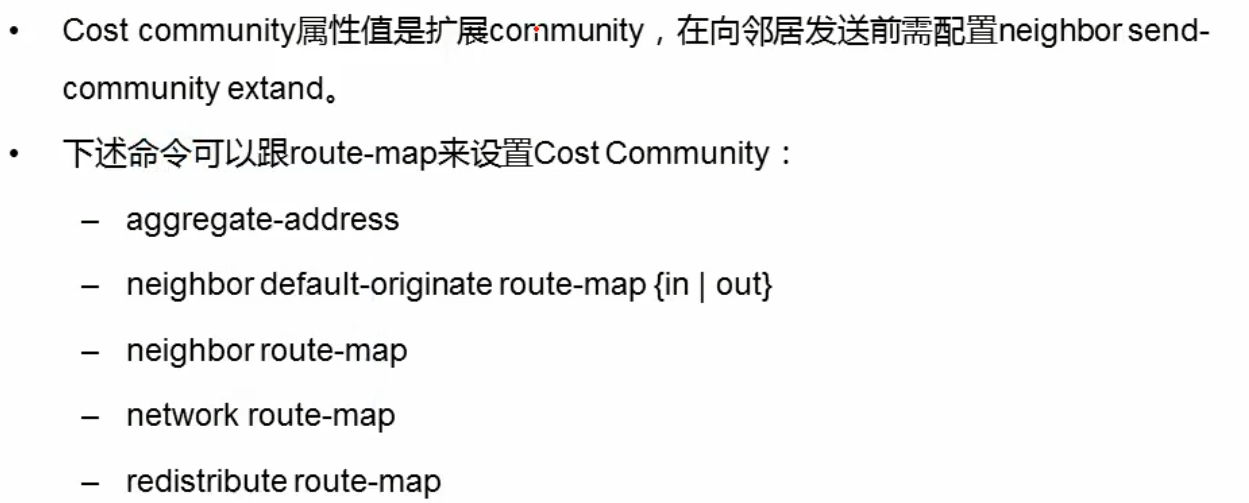 • Cost community属性值是扩展community，在向邻居发送前需配置neighbor send-
community extand。
• 下述命令可以跟route-map来设置Cost Community：
– aggregate-address
– neighbor default-originate route-map {in | out}
– neighbor route-map
– network route-map
– redistribute route-map